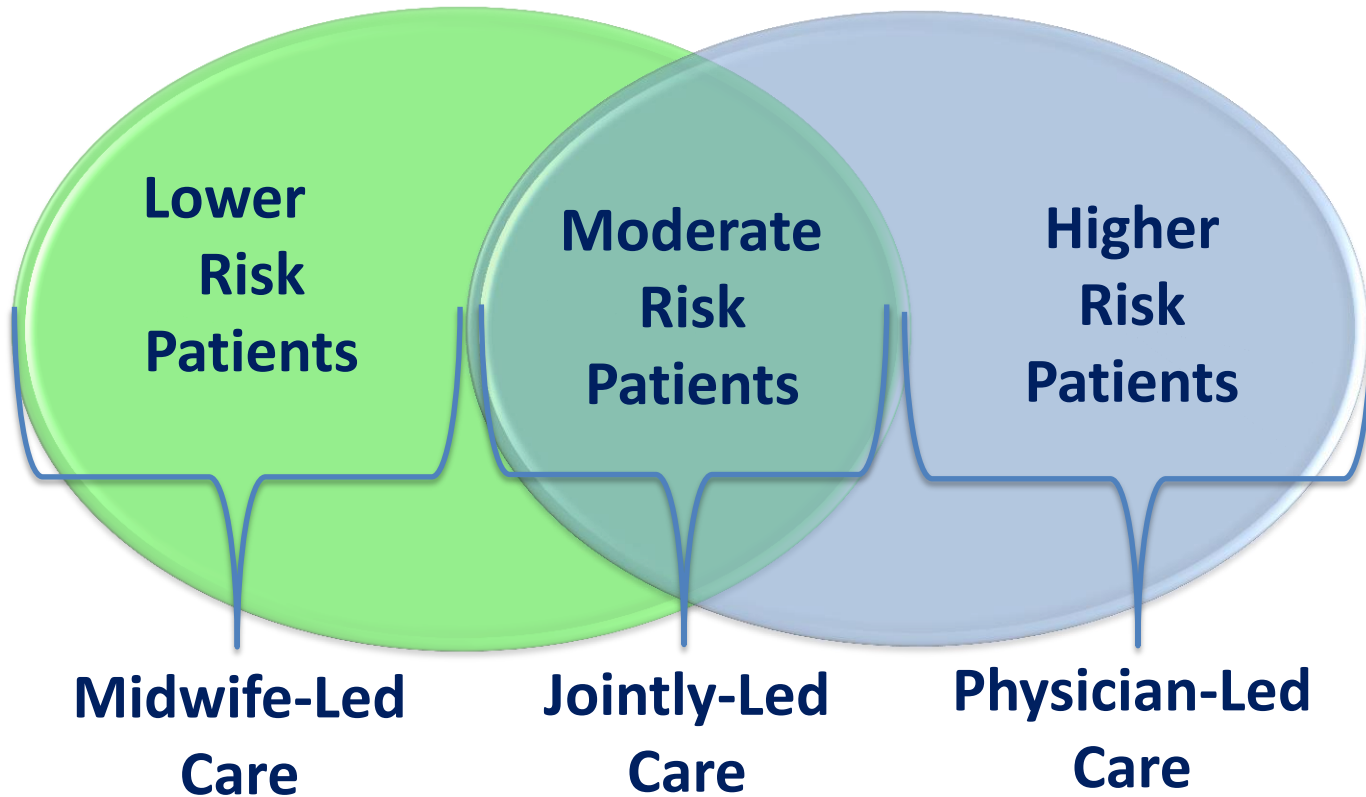 Lower
Risk
Patients
Moderate
Risk
Patients
Higher
Risk
Patients
Midwife-Led
Care
Jointly-Led
Care
Physician-Led
Care